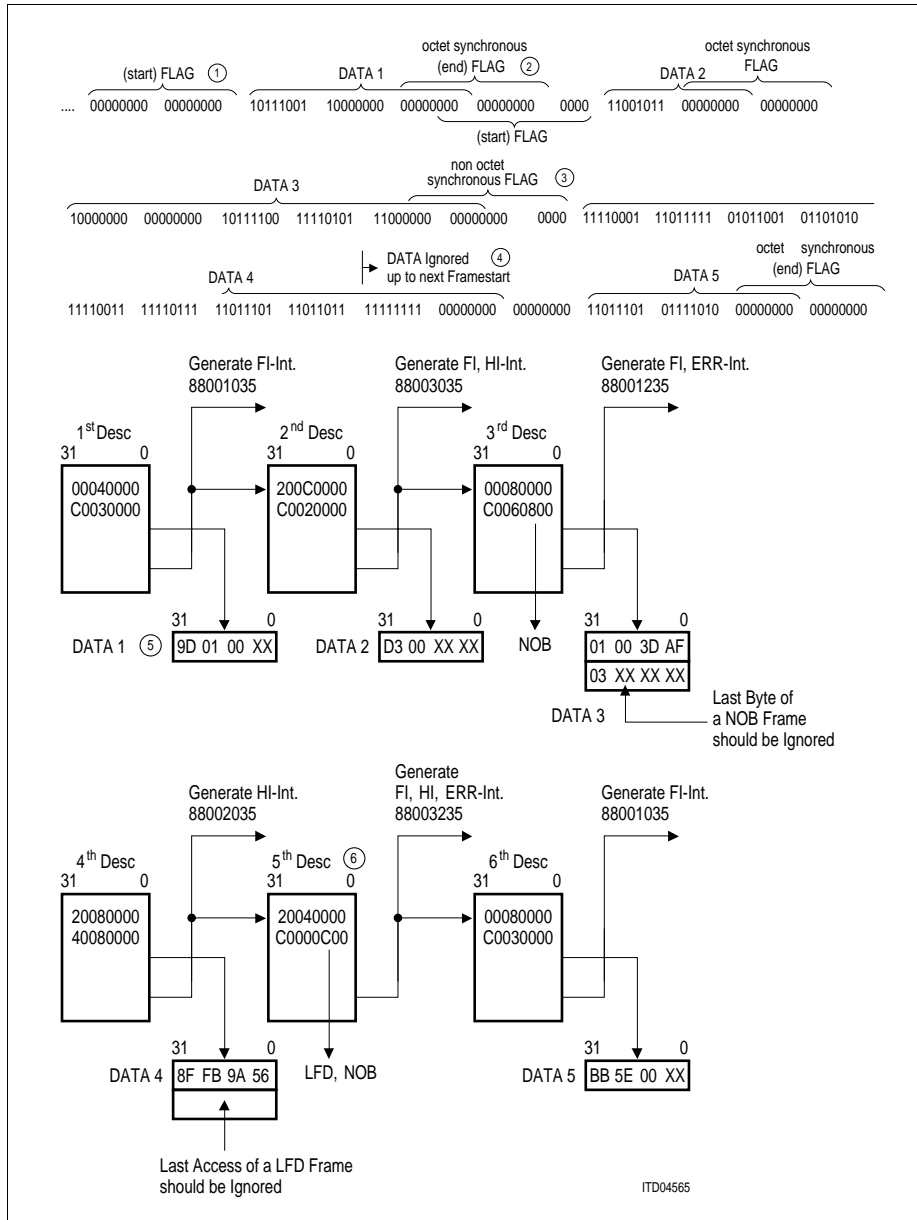 octet synchronous
octet synchronous
(start) FLAG 1
DATA 1
(end) FLAG 2
DATA 2
FLAG
.... 00000000 00000000 10111001 10000000 00000000 00000000 0000 11001011 00000000 00000000
(start) FLAG
non octet
DATA 3
synchronous FLAG 3
10000000 00000000 10111100 11110101 11000000 00000000 0000 11110001 11011111 01011001 01101010
DATA 4
DATA Ignored 4
up to next Framestart
octet synchronous
DATA 5
(end) FLAG
11110011 11110111 11011101 11011011 11111111 00000000 00000000 11011101 01111010 00000000 00000000
Generate FI-Int.
88001035
Generate FI, HI-Int.
88003035
Generate FI, ERR-Int.
88001235
1st Desc
31 0
00040000
C0030000
2nd Desc
31 0
200C0000
C0020000
3rd Desc
31 0
00080000
C0060800
31 0
DATA 1 5 9D 01 00 XX
31 0
DATA 2 D3 00 XX XX
NOB
31 0
01 00 3D AF
03 XX XX XX
DATA 3
Last Byte of
a NOB Frame
should be Ignored
Generate HI-Int.
88002035
Generate
FI, HI, ERR-Int.
88003235
Generate FI-Int.
88001035
4th Desc
31 0
20080000
40080000
5th Desc 6
31 0
20040000
C0000C00
6th Desc
31 0
00080000
C0030000
31 0
DATA 4 8F FB 9A 56
LFD, NOB
31 0
DATA 5 BB 5E 00 XX
Last Access of a LFD Frame
should be Ignored
ITD04565